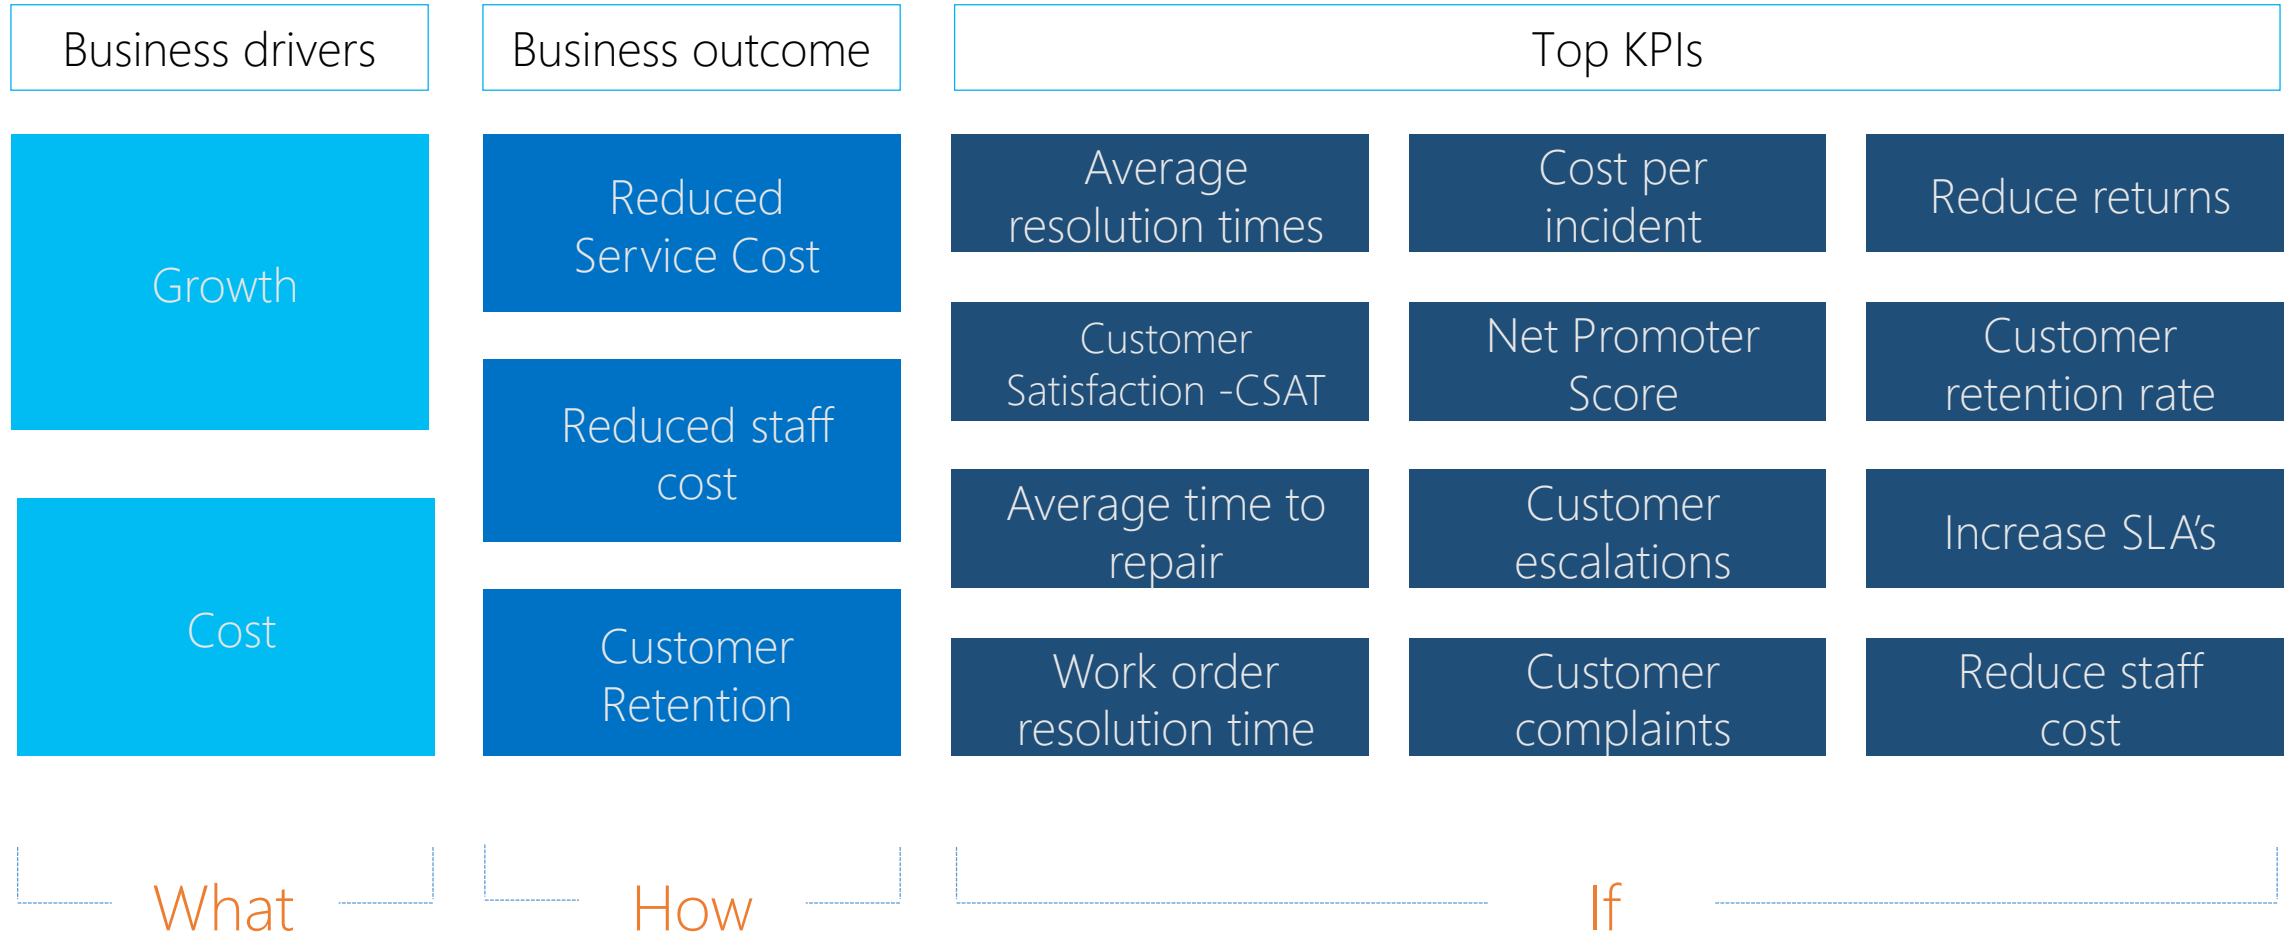 Business drivers
Business outcome
Top KPIs
Growth
Cost
Reduced
Service Cost
Reduced staff
cost
Customer
Retention
Average
resolution times
Cost per
incident
Reduce returns
Customer
Satisfaction -CSAT
Net Promoter
Score
Customer
retention rate
Average time to
repair
Customer
escalations
Increase SLA's
Work order
resolution time
Customer
complaints
Reduce staff
cost
What
How
If